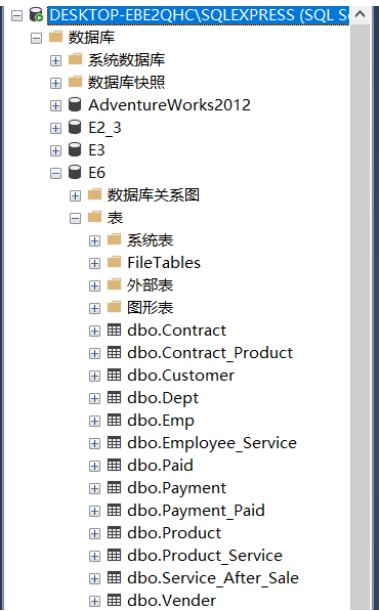 DESKTOP-EBE2QHC\SQLEXPRESS (SQL S
数据库
系统数据库
数据库快照
AdventureWorks2012
E2_3
E3
E6
数据库关系图
表
系统表
FileTables
外部表
图形表
dbo.Contract
dbo.Contract_Product
dbo.Customer
dbo.Dept
dbo.Emp
dbo.Employee_Service
dbo.Paid
dbo.Payment
dbo.Payment_Paid
dbo.Product
dbo.Product_Service
dbo.Service_After_Sale
dbo.Vender